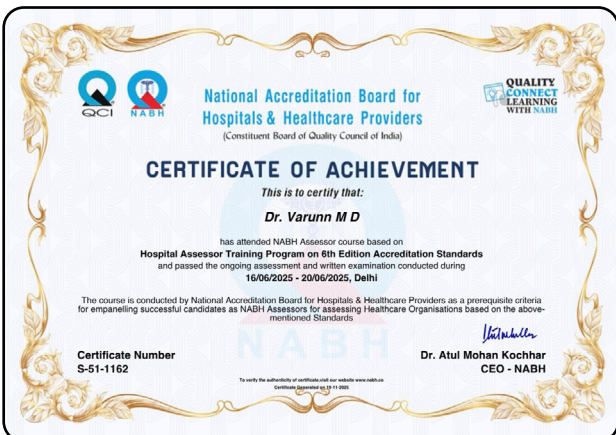 QCI
NABH
National Accreditation Board for
Hospitals & Healthcare Providers
(Constituent Board of Quality Council of India)
QUALITY
CONNECT
LEARNING
WITH NABH
CERTIFICATE OF ACHIEVEMENT
This is to certify that:
Dr. Varunn M D
has attended NABH Assessor course based on
Hospital Assessor Training Program on 6th Edition Accreditation Standards
and passed the ongoing assessment and written examination conducted during
16/06/2025 - 20/06/2025, Delhi
The course is conducted by National Accreditation Board for Hospitals & Healthcare Providers as a prerequisite criteria
for empanelling successful candidates as NABH Assessors for assessing Healthcare Organisations based on the above-
mentioned Standards
NABH
Certificate Number
S-51-1162
Dr. Atul Mohan Kochhar
CEO - NABH
To verify the authenticity of certificate,visit our website www.nabh.co
Certificate Generated on 19-11-2025